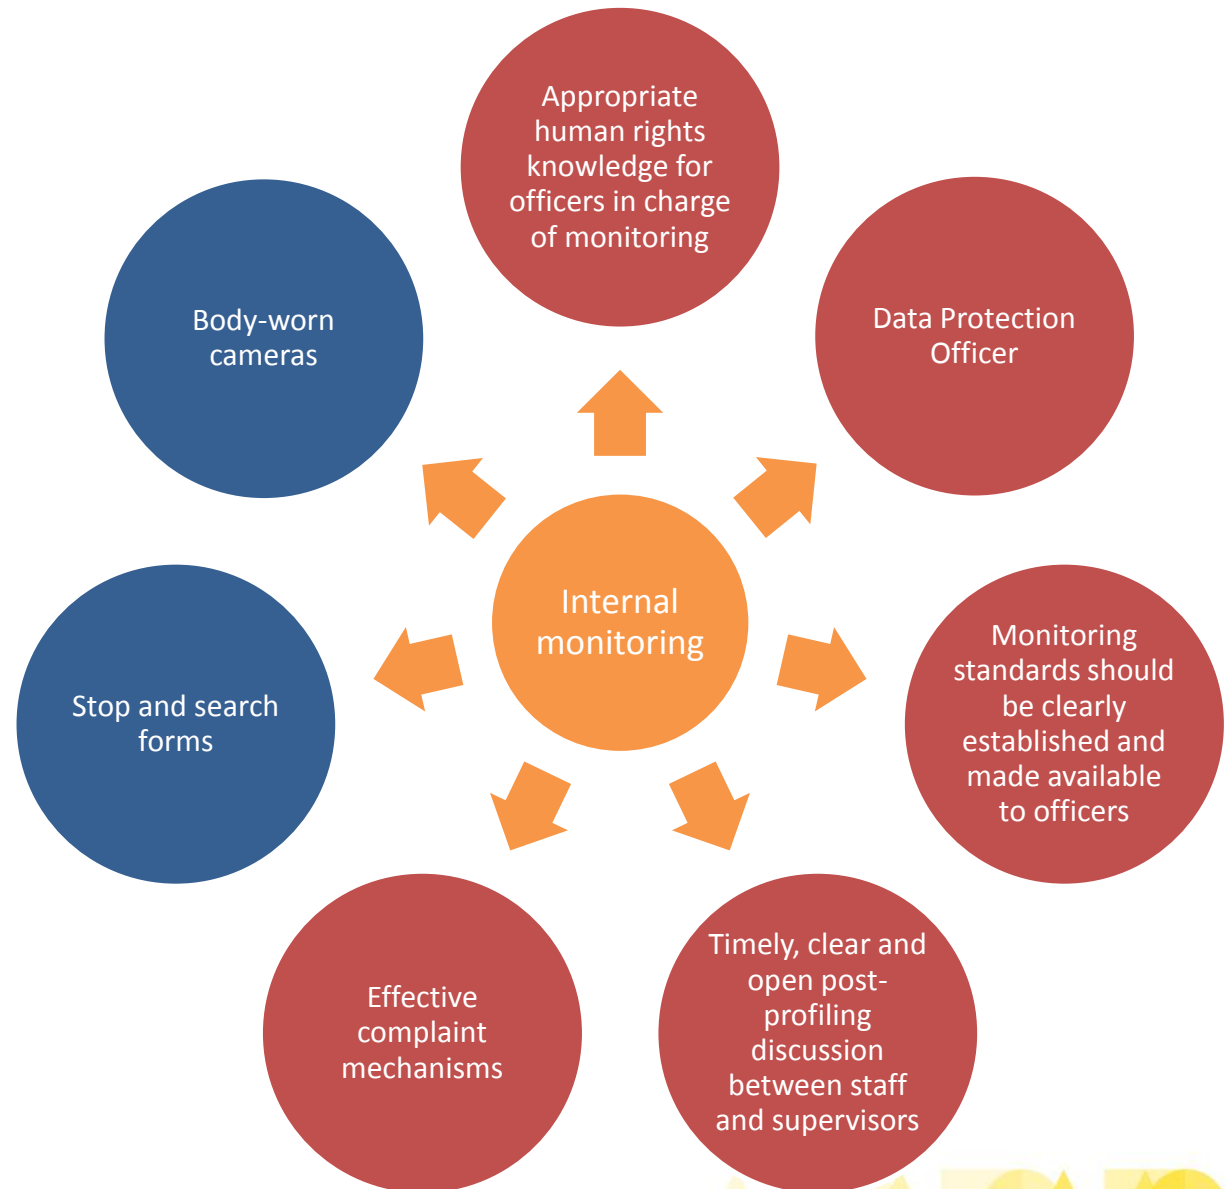 Appropriate
human rights
knowledge for
officers in charge
of monitoring
Data Protection
Officer
Monitoring
standards should
be clearly
established and
made available
to officers
Timely, clear and
open post-
profiling
discussion
between staff
and supervisors
Effective
complaint
mechanisms
Stop and search
forms
Body-worn
cameras
Internal
monitoring